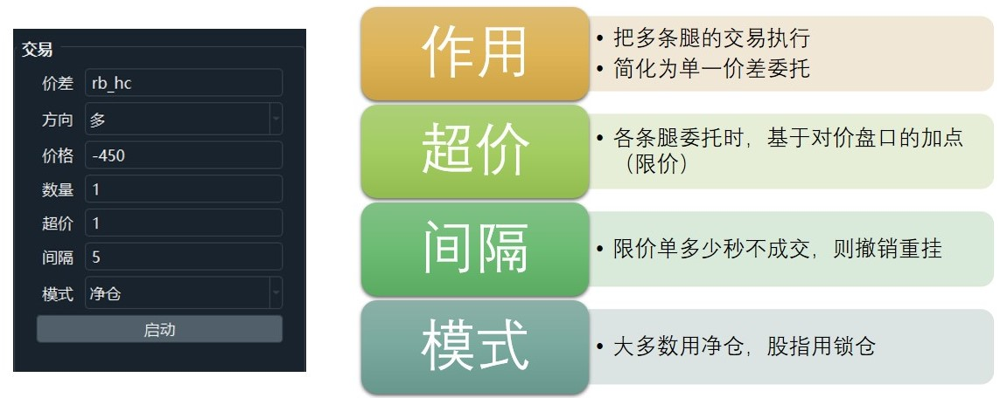 交易
价差 rb_hc
方向 多
价格 -450
数量 1
超价 1
间隔 5
模式 净仓
启动
作用
• 把多条腿的交易执行
• 简化为单一价差委托
超价
• 各条腿委托时，基于对价盘口的加点
（限价）
间隔
• 限价单多少秒不成交，则撤销重挂
模式
• 大多数用净仓，股指用锁仓